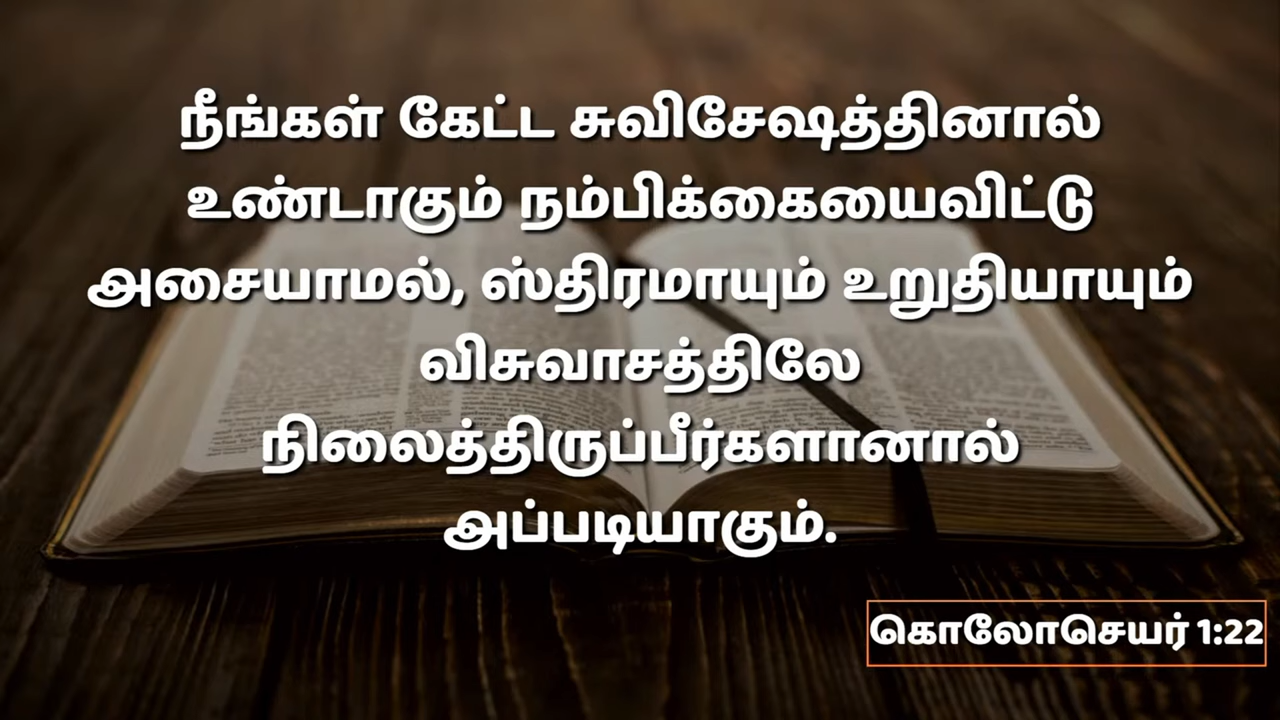 நீங்கள் கேட்ட சுவிசேஷத்தினால்
உண்டாகும் நம்பிக்கையைவிட்டு
அசையாமல், ஸ்திரமாயும் உறுதியாயும்
விசுவாசத்திலே
நிலைத்திருப்பீர்களானால்
அப்படியாகும்.
கொலோசெயர் 1:22